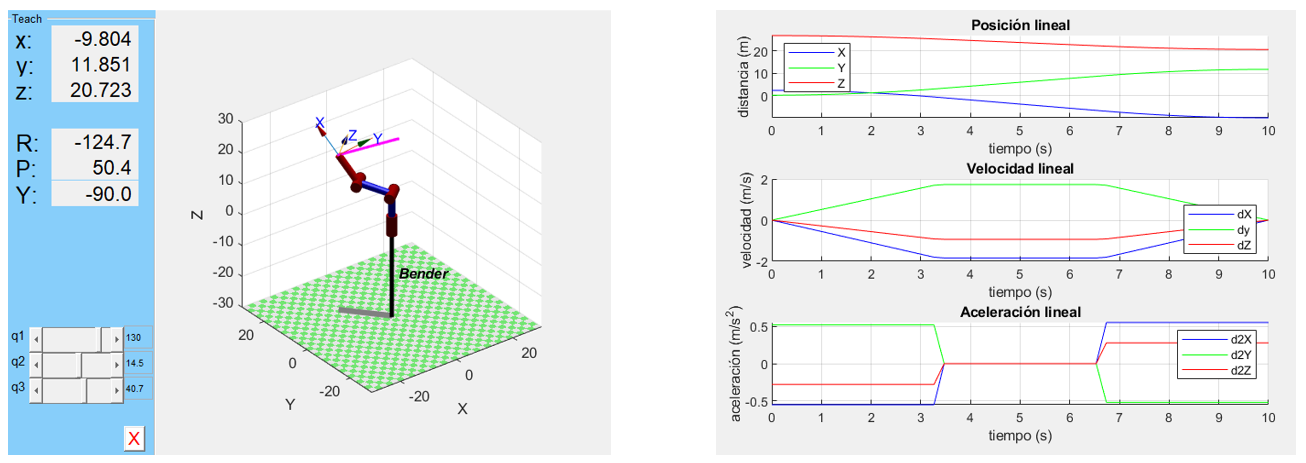 Teach
x: -9.804
y: 11.851
z: 20.723
R: -124.7
P: 50.4
Y: -90.0
q1 130
q2 14.5
q3 40.7
X
30
20
10
0
-10
-20
-30
Z
X
Z
Y
Bender
20
0
-20
Y
-20
0
20
X
Posición lineal
distancia (m)
20
10
0
X
Y
Z
0 1 2 3 4 5 6 7 8 9 10
tiempo (s)
Velocidad lineal
velocidad (m/s)
2
0
-2
dX
dy
dZ
0 1 2 3 4 5 6 7 8 9 10
tiempo (s)
Aceleración lineal
aceleración (m/s²)
0.5
0
-0.5
d2X
d2Y
d2Z
0 1 2 3 4 5 6 7 8 9 10
tiempo (s)